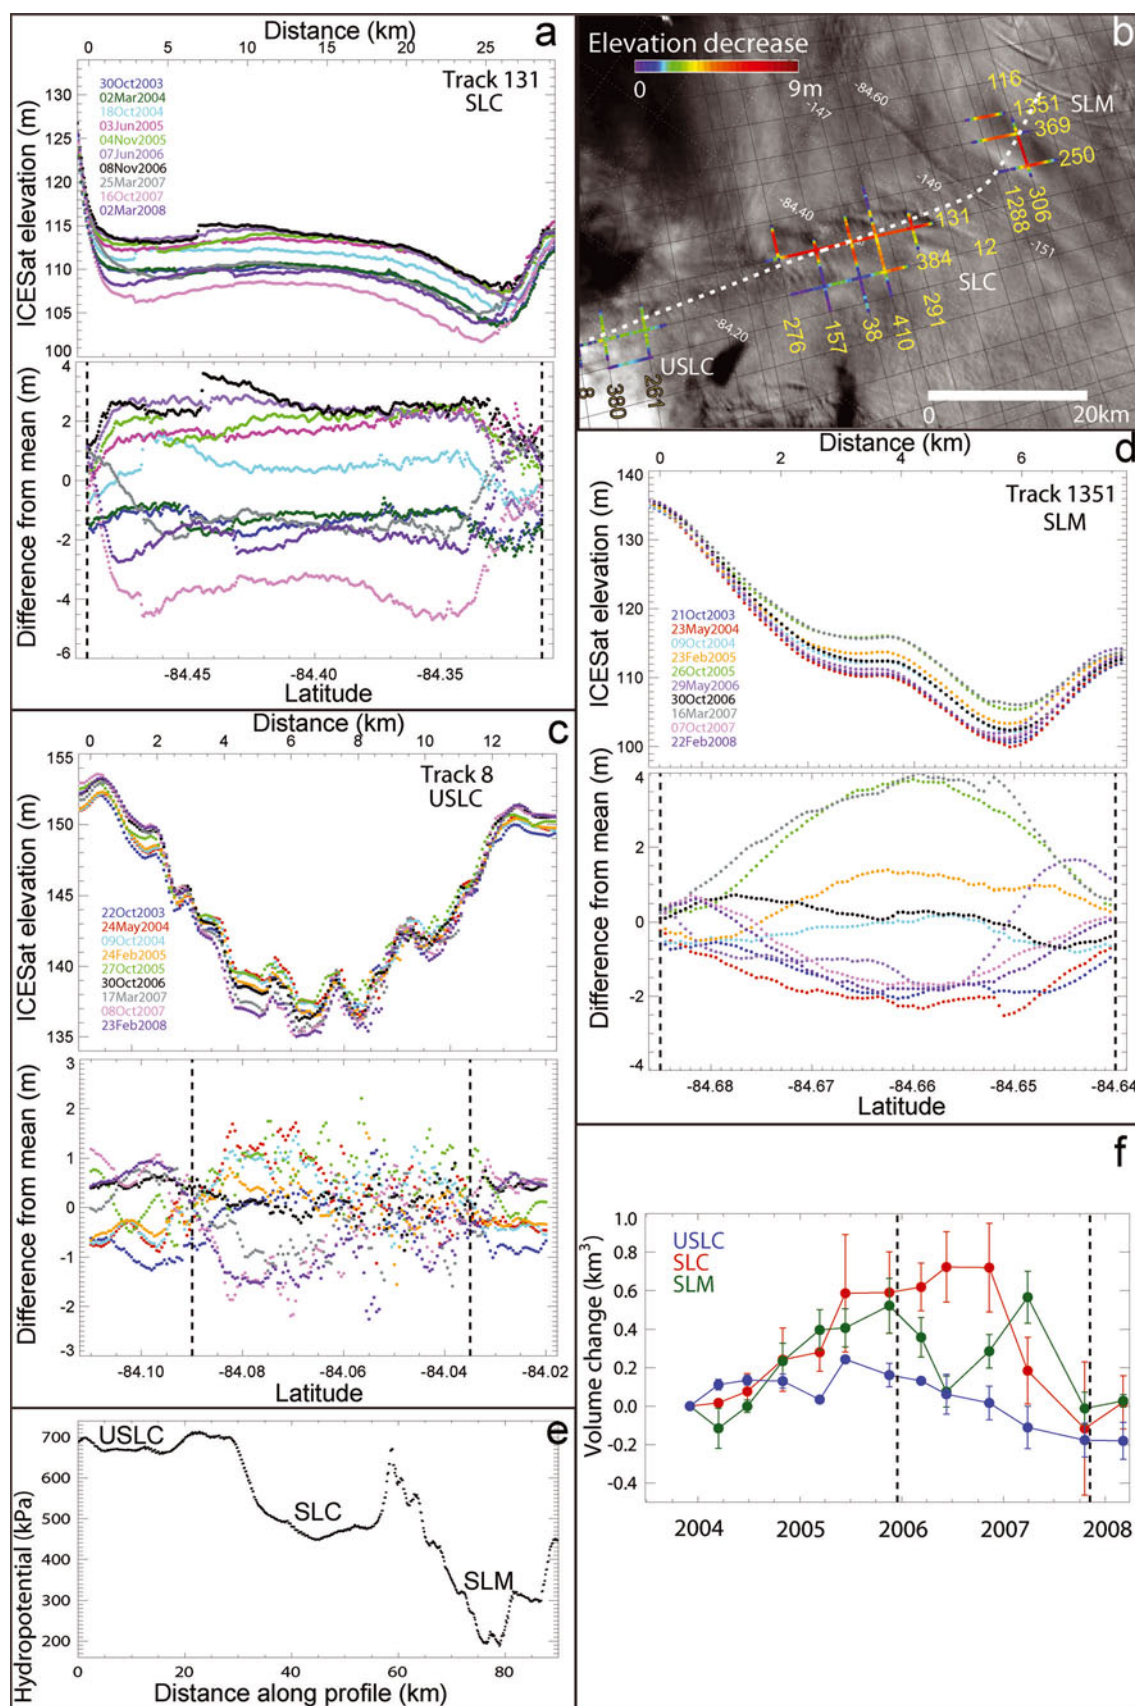 Distance (km)
0 5 10 15 20 25
a
Track 131
SLC
30Oct2003
02Mar2004
18Oct2004
03Jun2005
04Nov2005
07Jun2006
08Nov2006
25Mar2007
16Oct2007
02Mar2008
ICESat elevation (m)
130
125
120
115
110
105
100
Difference from mean (m)
4
2
0
-2
-4
-6
-84.45 -84.40 -84.35
Latitude
b
Elevation decrease
0 9m
-147
-84.60
116
SLM
1351
369
250
-149
-84.40
131
1288
306
-151
12
384
SLC
-84.20
276
157
38
410
291
USLC
8
380
261
0 20km
Distance (km)
0 2 4 6 8 10 12
c
Track 8
USLC
ICESat elevation (m)
155
150
145
140
135
22Oct2003
24May2004
09Oct2004
24Feb2005
27Oct2005
30Oct2006
17Mar2007
08Oct2007
23Feb2008
Difference from mean (m)
3
2
1
0
-1
-2
-3
-84.10 -84.08 -84.06 -84.04 -84.02
Latitude
Distance (km)
0 2 4 6
d
Track 1351
SLM
ICESat elevation (m)
140
130
120
110
100
21Oct2003
23May2004
09Oct2004
23Feb2005
26Oct2005
29May2006
30Oct2006
16Mar2007
07Oct2007
22Feb2008
Difference from mean (m)
4
2
0
-2
-4
-84.68 -84.67 -84.66 -84.65 -84.64
Latitude
e
Hydropotential (kPa)
700
600
500
400
300
200
USLC
SLC
SLM
0 20 40 60 80
Distance along profile (km)
f
Volume change (km³)
1.0
0.8
0.6
0.4
0.2
0.0
-0.2
-0.4
USLC
SLC
SLM
2004 2005 2006 2007 2008